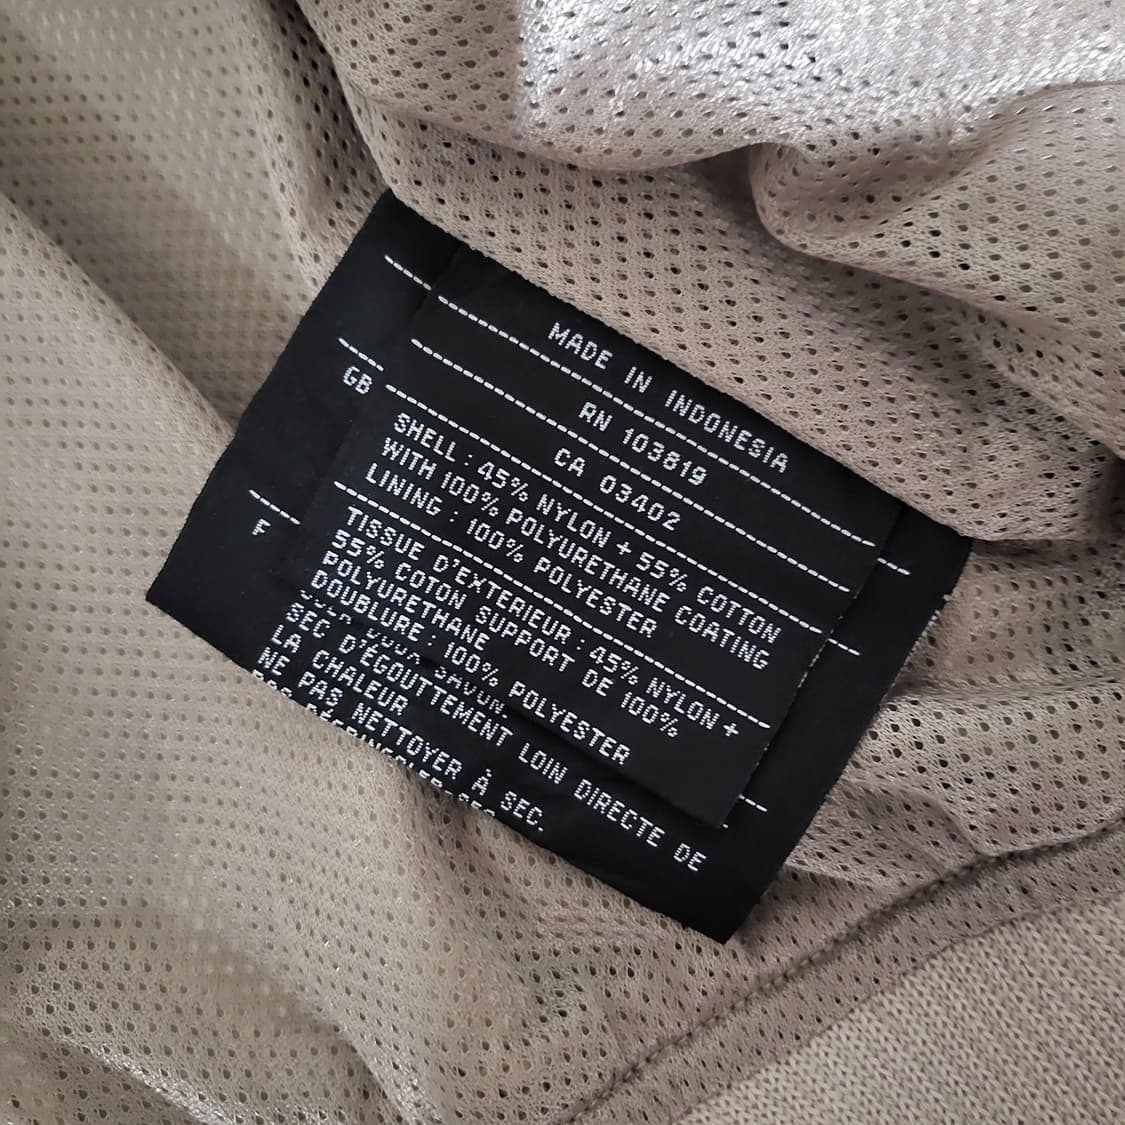 MADE IN INDONESIA
RN 103819
CA 03402
GB
SHELL : 45% NYLON + 55% COTTON
WITH 100% POLYURETHANE COATING
LINING : 100% POLYESTER
F
TISSUE D'EXTERIEUR : 45% NYLON +
55% COTON SUPPORT DE 100%
POLYURETHANE
DOUBLURE : 100% POLYESTER
DOUX SAVON.
SEC D'ÉGOUTTEMENT LOIN DIRECTE DE
LA CHALEUR
NE PAS NETTOYER À SEC.